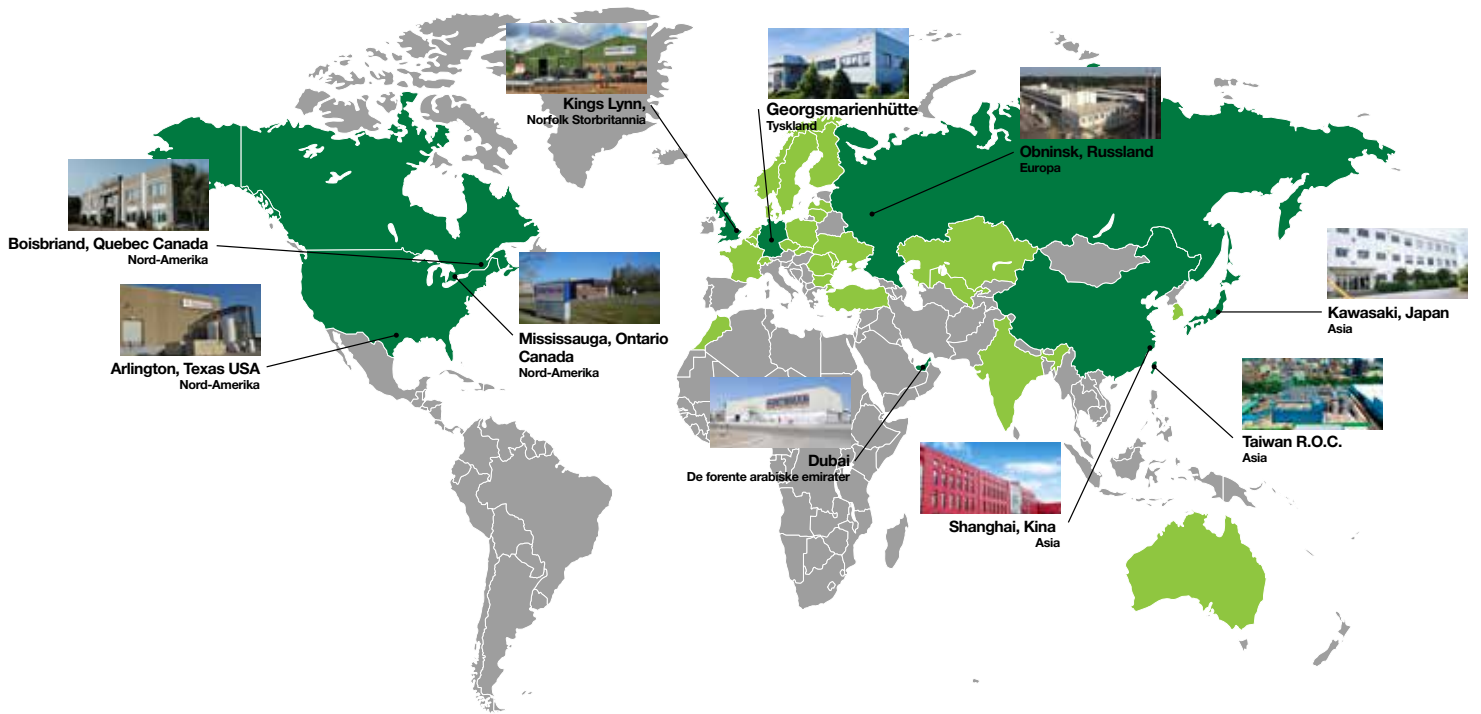 Kings Lynn,
Norfolk Storbritannia
Georgsmarienhütte
Tyskland
Obninsk, Russland
Europa
Boisbriand, Quebec Canada
Nord-Amerika
Arlington, Texas USA
Nord-Amerika
Mississauga, Ontario
Canada
Nord-Amerika
Kawasaki, Japan
Asia
Taiwan R.O.C.
Asia
Dubai
De forente arabiske emirater
Shanghai, Kina
Asia